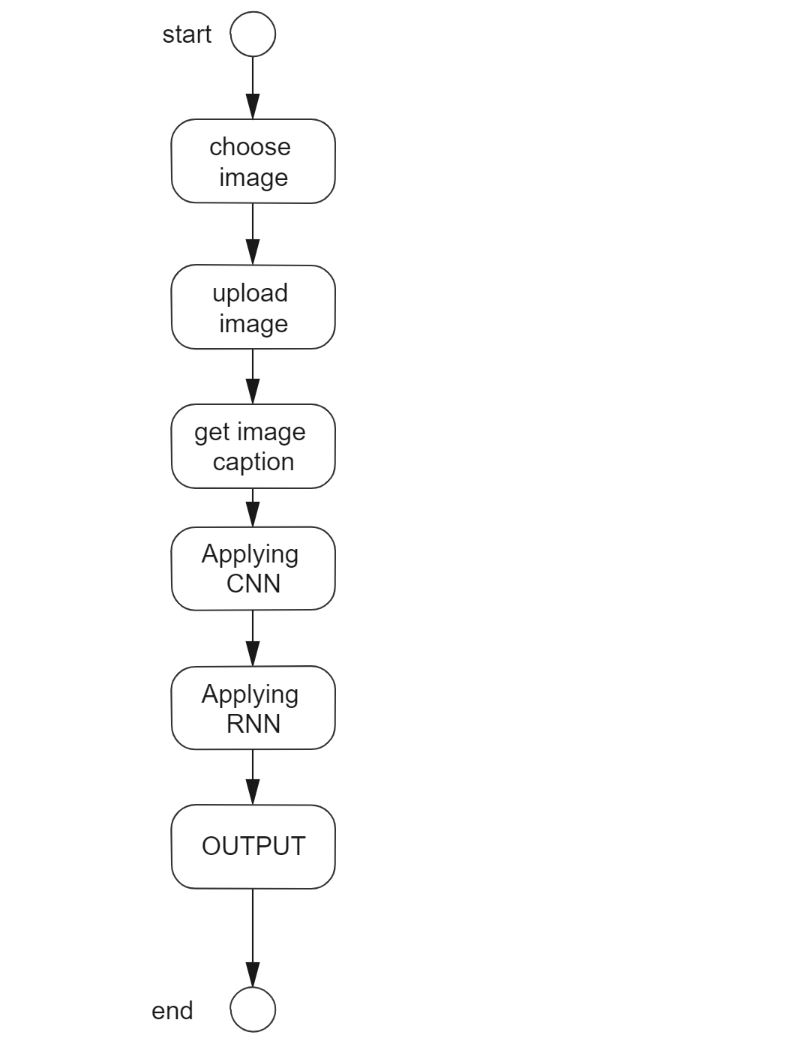 start
choose
image
upload
image
get image
caption
Applying
CNN
Applying
RNN
OUTPUT
end